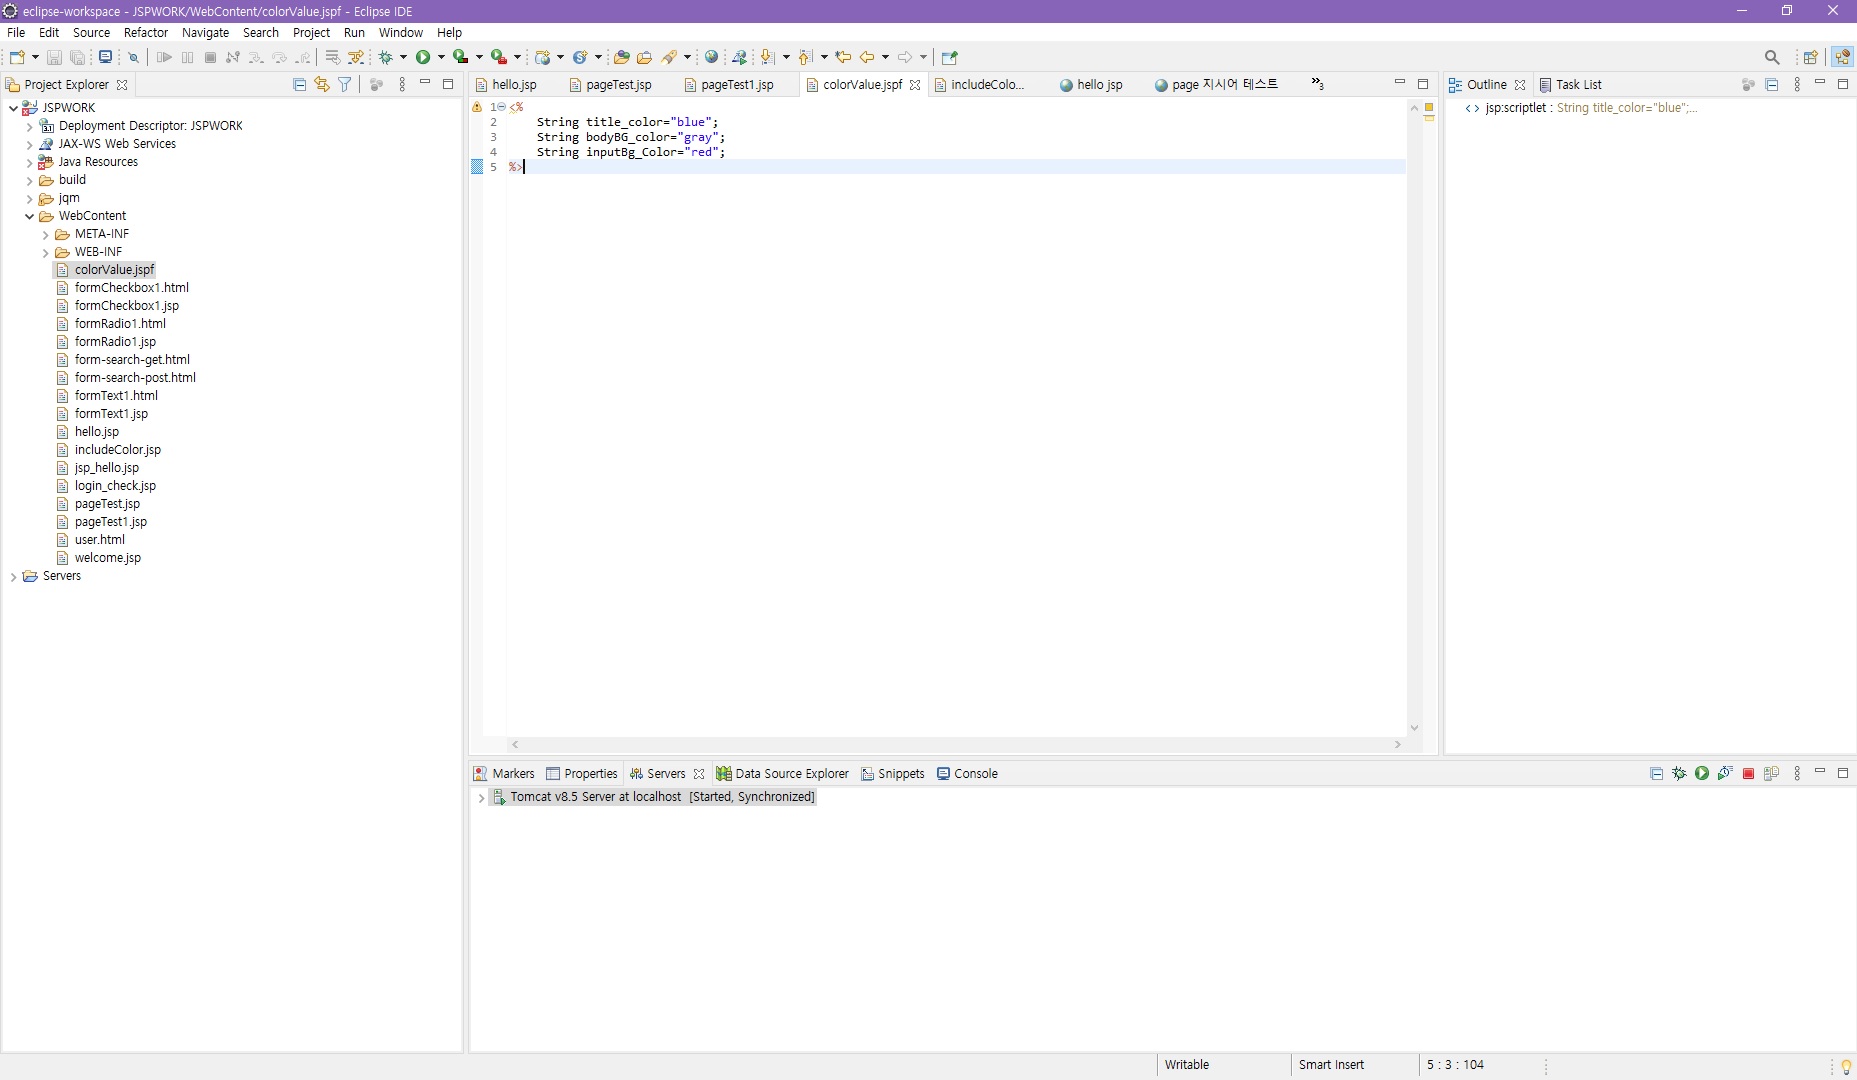 eclipse-workspace - JSPWORK/WebContent/colorValue.jspf - Eclipse IDE
File Edit Source Refactor Navigate Search Project Run Window Help
Project Explorer
JSPWORK
Deployment Descriptor: JSPWORK
JAX-WS Web Services
Java Resources
build
jqm
WebContent
META-INF
WEB-INF
colorValue.jspf
formCheckbox1.html
formCheckbox1.jsp
formRadio1.html
formRadio1.jsp
form-search-get.html
form-search-post.html
formText1.html
formText1.jsp
hello.jsp
includeColor.jsp
jsp_hello.jsp
login_check.jsp
pageTest.jsp
pageTest1.jsp
user.html
welcome.jsp
Servers
hello.jsp pageTest.jsp pageTest1.jsp colorValue.jspf includeColo... hello jsp page 지시어 테스트 »3
1 <%
2 String title_color="blue";
3 String bodyBG_color="gray";
4 String inputBg_Color="red";
5 %>
Outline Task List
jsp:scriptlet : String title_color="blue";...
Markers Properties Servers Data Source Explorer Snippets Console
Tomcat v8.5 Server at localhost [Started, Synchronized]
Writable Smart Insert 5 : 3 : 104